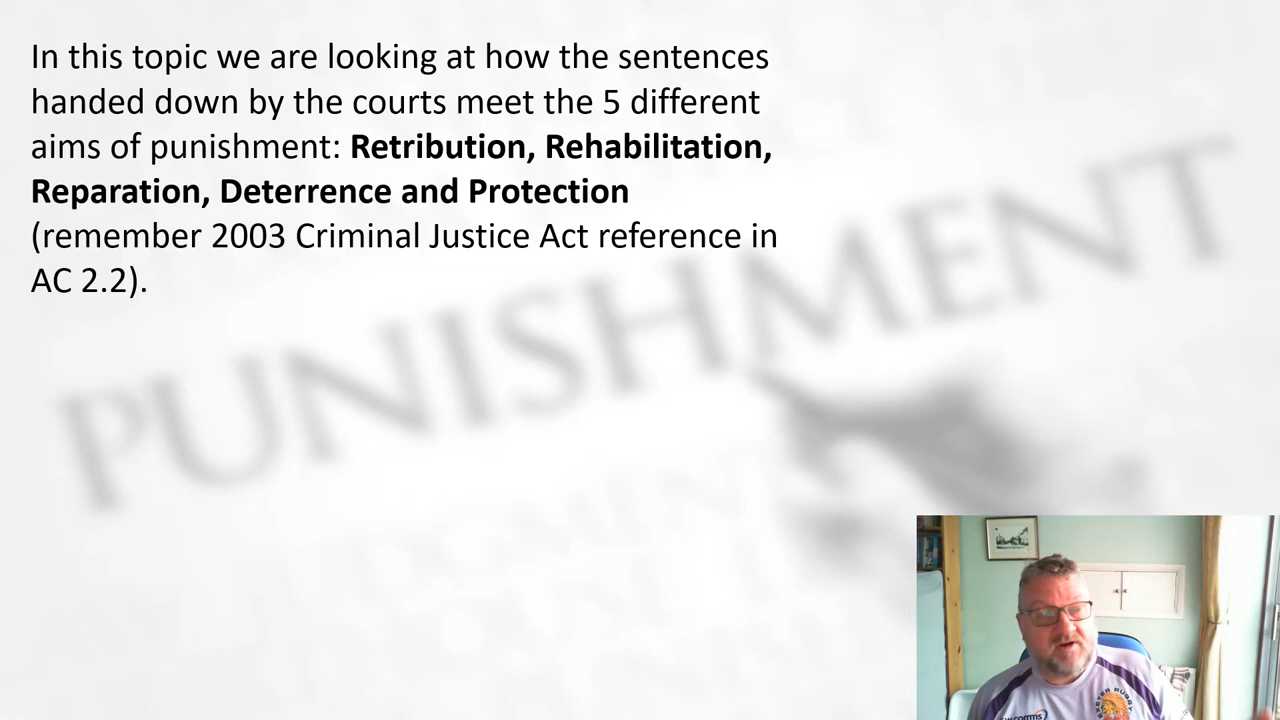 In this topic we are looking at how the sentences
handed down by the courts meet the 5 different
aims of punishment: Retribution, Rehabilitation,
Reparation, Deterrence and Protection
(remember 2003 Criminal Justice Act reference in
AC 2.2).
PUNISHMENT